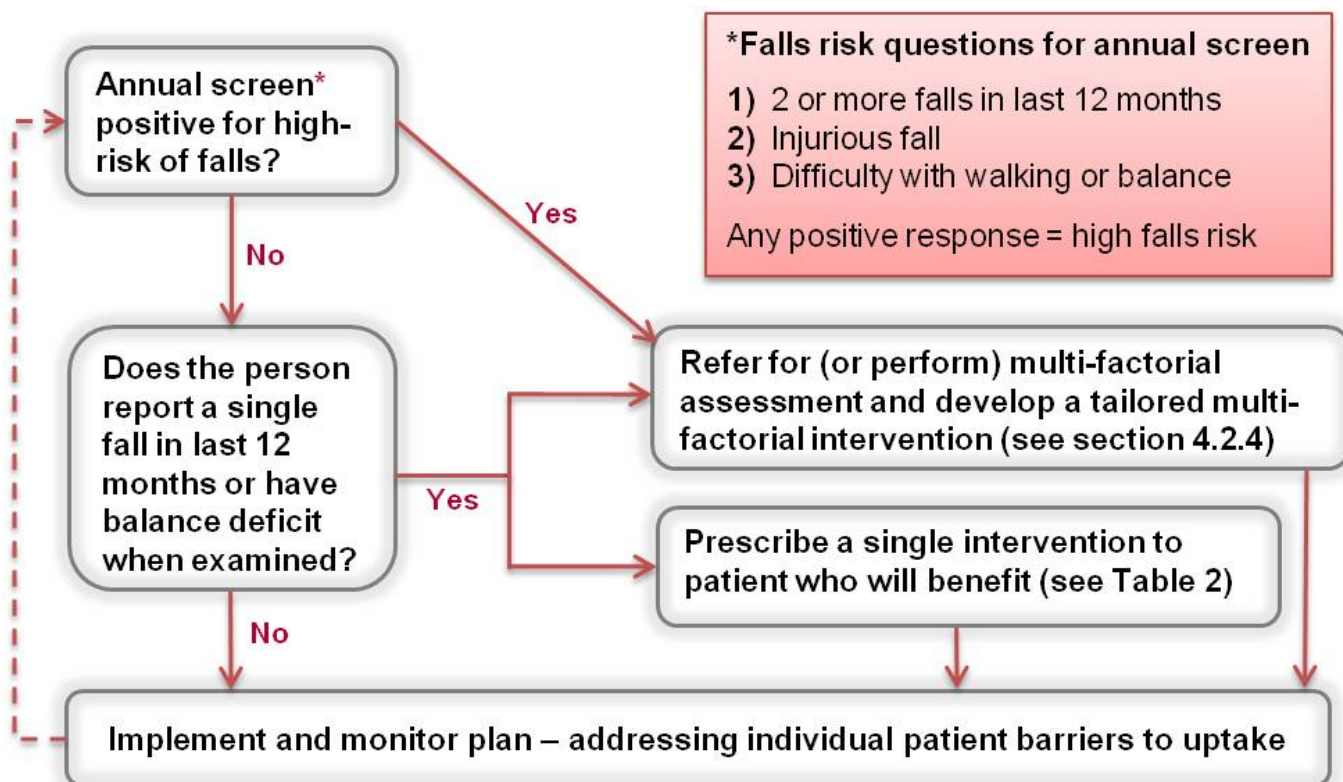 Annual screen*
positive for high-
risk of falls?
*Falls risk questions for annual screen
1) 2 or more falls in last 12 months
2) Injurious fall
3) Difficulty with walking or balance
Any positive response = high falls risk
Yes
No
Does the person
report a single
fall in last 12
months or have
balance deficit
when examined?
Yes
Refer for (or perform) multi-factorial
assessment and develop a tailored multi-
factorial intervention (see section 4.2.4)
Prescribe a single intervention to
patient who will benefit (see Table 2)
No
Implement and monitor plan – addressing individual patient barriers to uptake